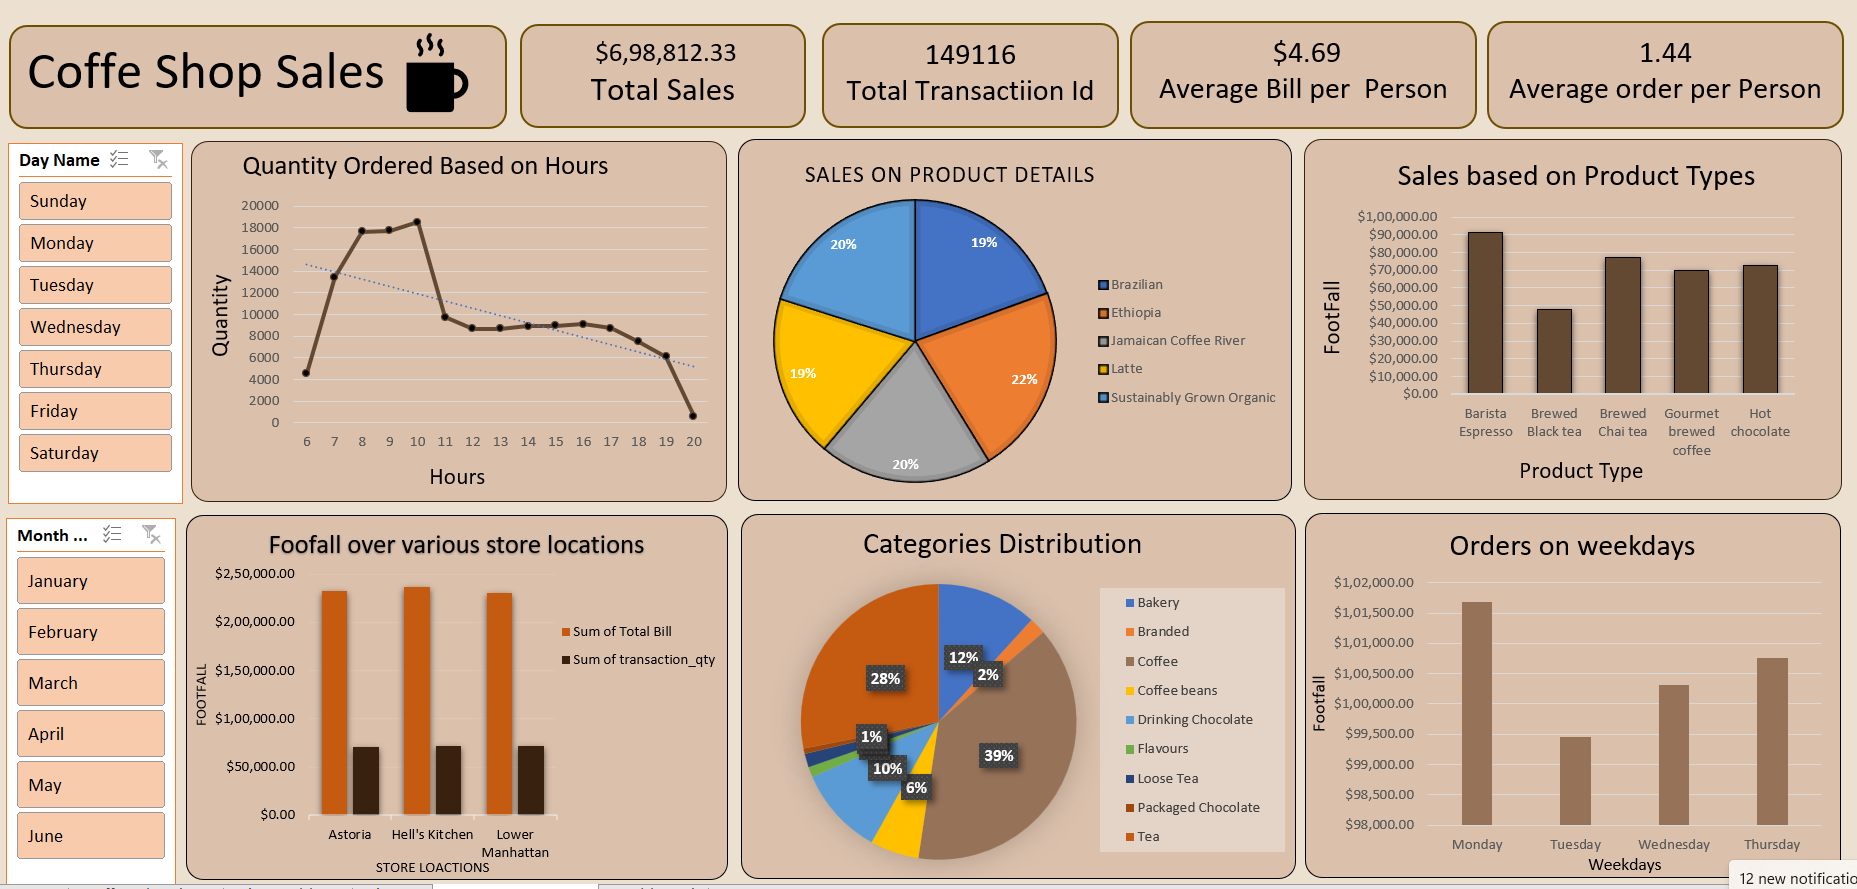 Coffe Shop Sales
$6,98,812.33
Total Sales
149116
Total Transactiion Id
$4.69
Average Bill per Person
1.44
Average order per Person
Day Name
Sunday
Monday
Tuesday
Wednesday
Thursday
Friday
Saturday
Quantity Ordered Based on Hours
Quantity
20000
18000
16000
14000
12000
10000
8000
6000
4000
2000
0
6 7 8 9 10 11 12 13 14 15 16 17 18 19 20
Hours
SALES ON PRODUCT DETAILS
20%
19%
19%
22%
20%
Brazilian
Ethiopia
Jamaican Coffee River
Latte
Sustainably Grown Organic
Sales based on Product Types
FootFall
$1,00,000.00
$90,000.00
$80,000.00
$70,000.00
$60,000.00
$50,000.00
$40,000.00
$30,000.00
$20,000.00
$10,000.00
$0.00
Barista Espresso
Brewed Black tea
Brewed Chai tea
Gourmet brewed coffee
Hot chocolate
Product Type
Month ...
January
February
March
April
May
June
Foofall over various store locations
FOOTFALL
$2,50,000.00
$2,00,000.00
$1,50,000.00
$1,00,000.00
$50,000.00
$0.00
Astoria
Hell's Kitchen
Lower Manhattan
STORE LOACTIONS
Sum of Total Bill
Sum of transaction_qty
Categories Distribution
12%
2%
28%
1%
39%
10%
6%
Bakery
Branded
Coffee
Coffee beans
Drinking Chocolate
Flavours
Loose Tea
Packaged Chocolate
Tea
Orders on weekdays
Footfall
$1,02,000.00
$1,01,500.00
$1,01,000.00
$1,00,500.00
$1,00,000.00
$99,500.00
$99,000.00
$98,500.00
$98,000.00
Monday
Tuesday
Wednesday
Thursday
Weekdays
12 new notificatio